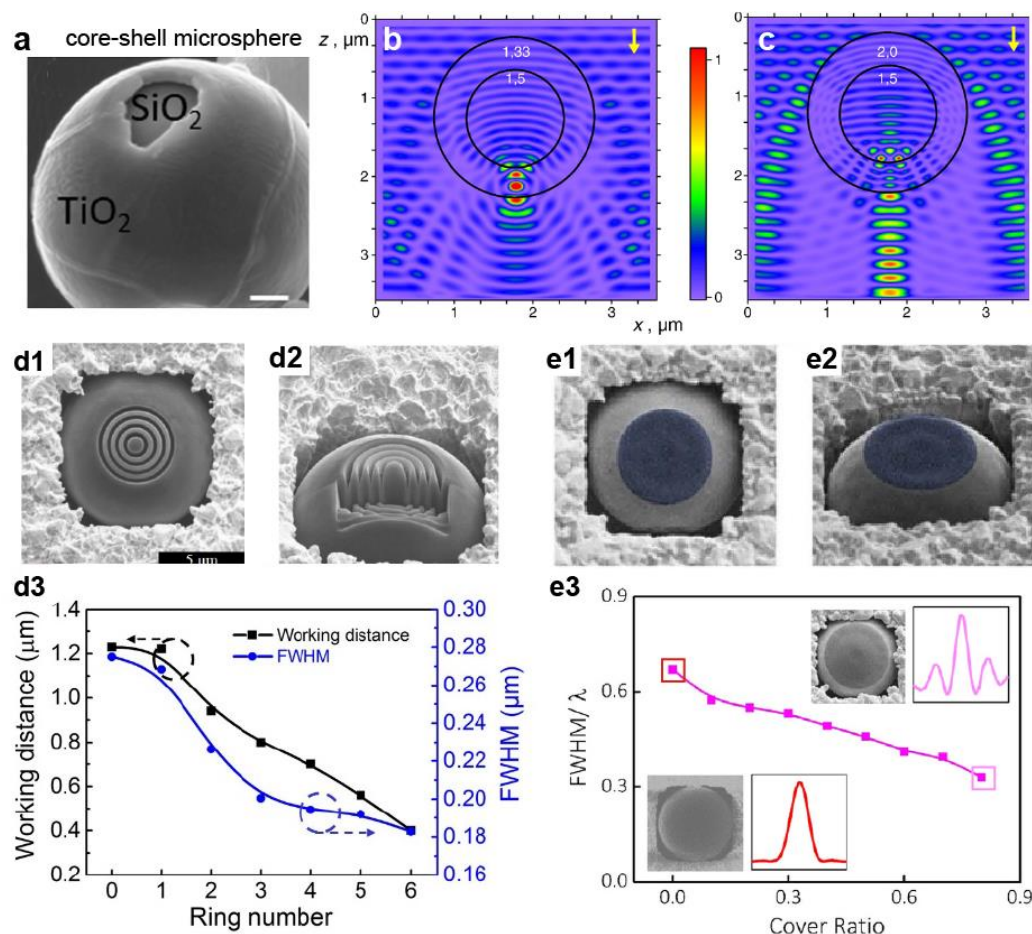 a
core-shell microsphere
SiO₂
TiO₂
z , μm
0
1
2
3
b
1,33
1,5
0
1
2
3
x , μm
1
0
0
1
2
3
c
2,0
1,5
0
1
2
3
d1
5 μm
d2
e1
e2
d3
Working distance (μm)
1.4
1.2
1.0
0.8
0.6
0.4
0.2
Working distance
FWHM
0.30
0.28
0.26
0.24
0.22
0.20
0.18
0.16
FWHM (μm)
0 1 2 3 4 5 6
Ring number
e3
FWHM/ λ
0.9
0.6
0.3
0.0
0.0 0.3 0.6 0.9
Cover Ratio